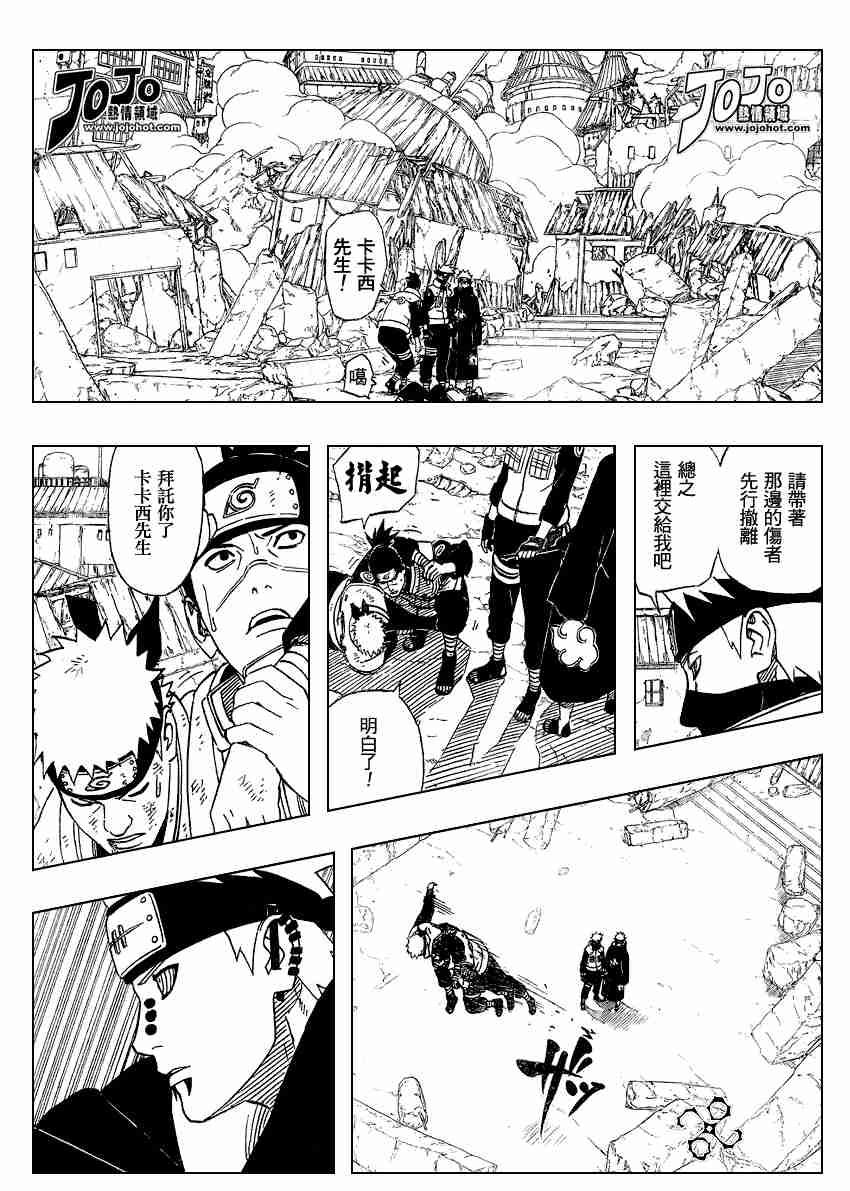 JOJO
熱情領域
www.jojohot.com
JOJO
熱情領域
www.jojohot.com
卡卡西
先生！
噶
請帶著
那邊的傷者
先行撤離
總之
這裡交給我吧
揹起
明白了！
拜託你了
卡卡西先生
ザッ